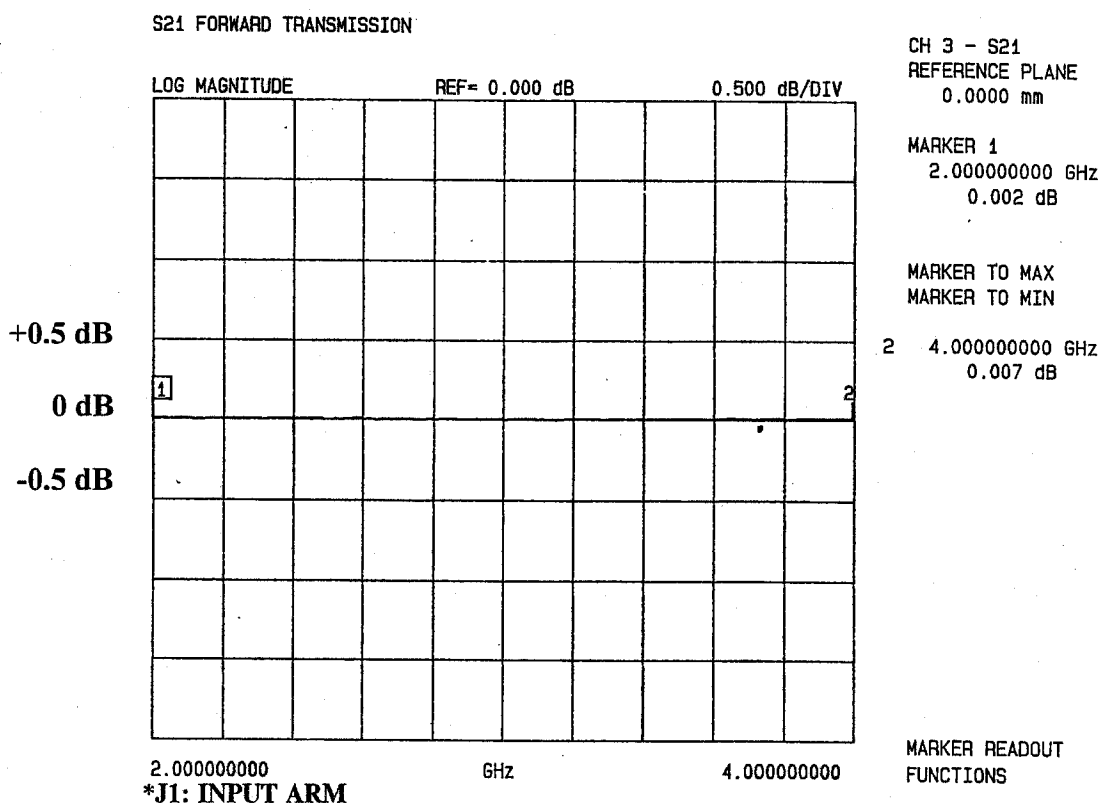 S21 FORWARD TRANSMISSION
LOG MAGNITUDE REF= 0.000 dB 0.500 dB/DIV
CH 3 - S21
REFERENCE PLANE
0.0000 mm
MARKER 1
2.000000000 GHz
0.002 dB
MARKER TO MAX
MARKER TO MIN
2 4.000000000 GHz
0.007 dB
+0.5 dB
0 dB
-0.5 dB
1
2
2.000000000 GHz 4.000000000
*J1: INPUT ARM
MARKER READOUT
FUNCTIONS